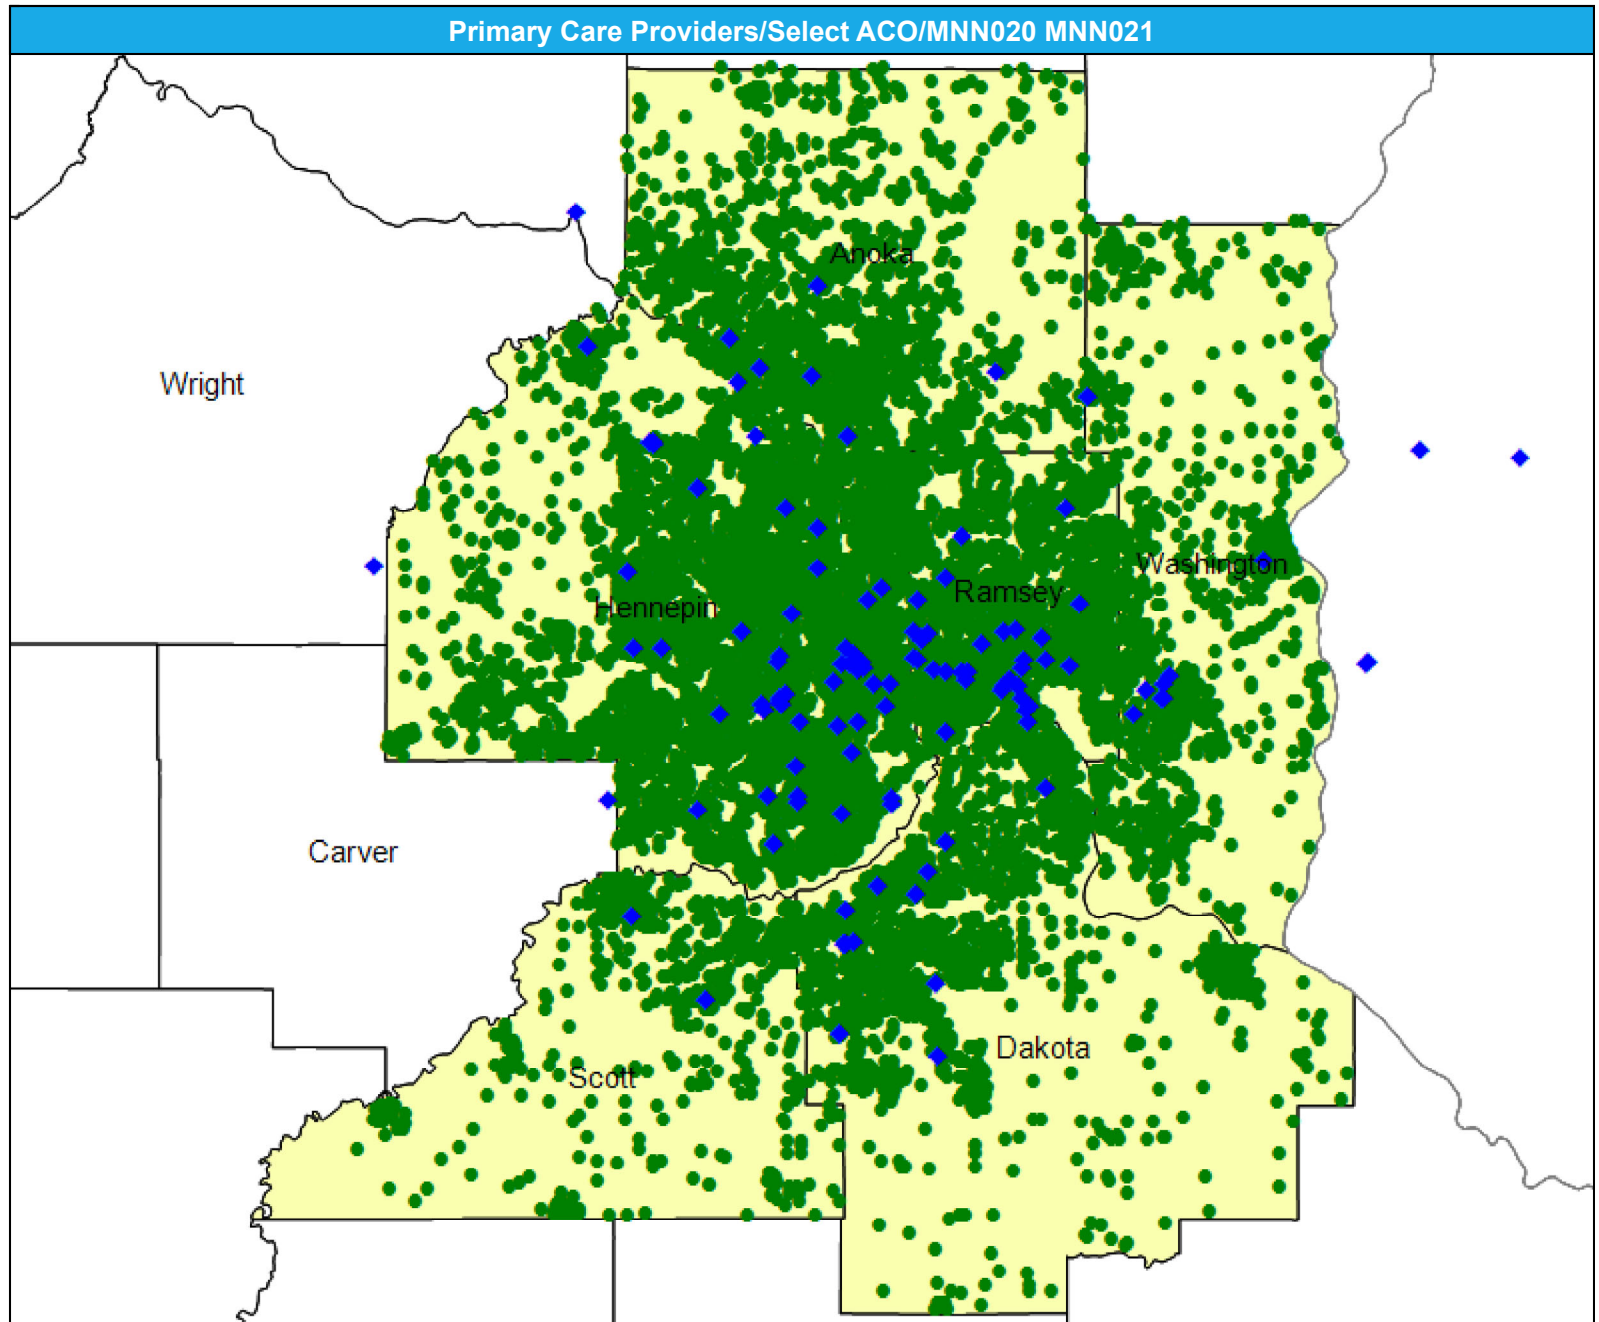 Primary Care Providers/Select ACO/MNN020 MNN021
Anoka
Wright
Washington
Ramsey
Hennepin
Carver
Dakota
Scott